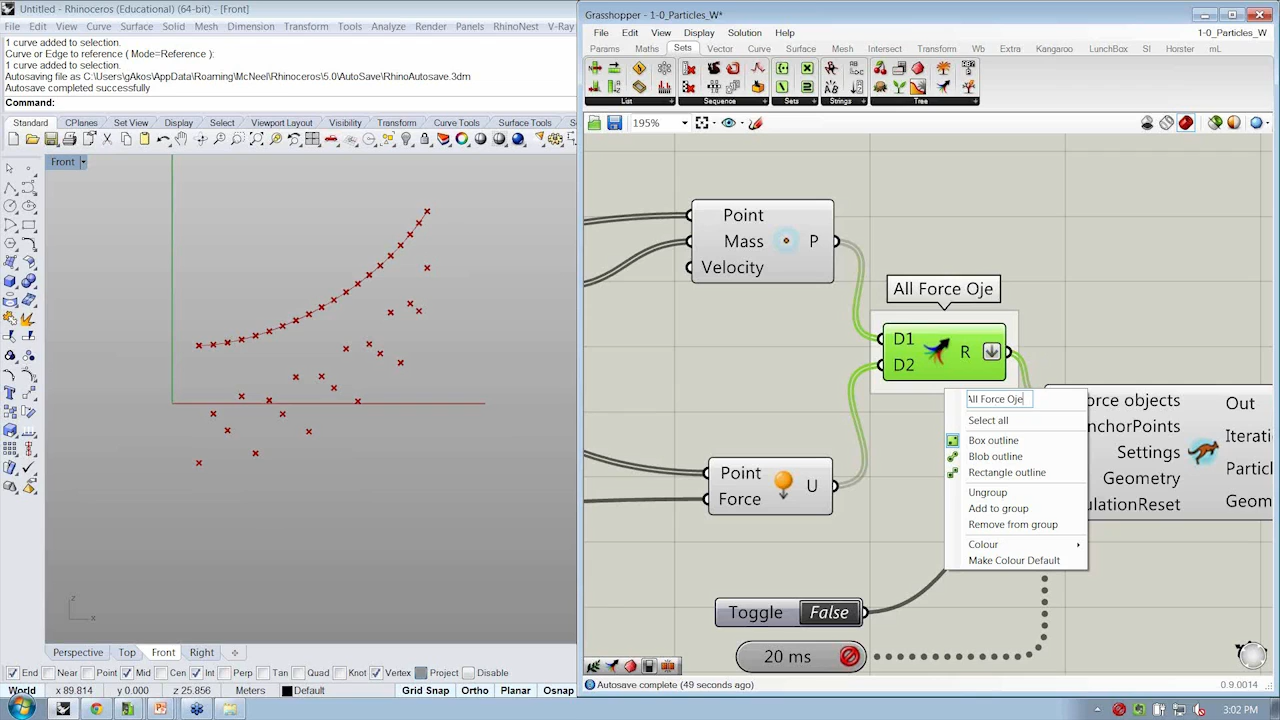 Untitled - Rhinoceros (Educational) (64-bit) - [Front]
File Edit View Curve Surface Solid Mesh Dimension Transform Tools Analyze Render Panels RhinoNest V-Ray
1 curve added to selection.
Curve or Edge to reference ( Mode=Reference ):
1 curve added to selection.
Autosaving file as C:\Users\gAkos\AppData\Roaming\McNeel\Rhinoceros\5.0\AutoSave\RhinoAutosave.3dm
Autosave completed successfully
Command:
Standard CPlanes Set View Display Select Viewport Layout Visibility Transform Curve Tools Surface Tools S
Front
z
x
Perspective Top Front Right
End Near Point Mid Cen Int Perp Tan Quad Knot Vertex Project Disable
World x 89.814 y 0.000 z 25.856 Meters Default Grid Snap Ortho Planar Osnap
Grasshopper - 1-0_Particles_W*
File Edit View Display Solution Help 1-0_Particles_W
Params Maths Sets Vector Curve Surface Mesh Intersect Transform Wb Extra Kangaroo LunchBox SI Horster mL
List Sequence Sets Strings Tree
195%
Point
Mass P
Velocity
All Force Oje
D1
D2
R
Point
Force
U
Toggle False
20 ms
All Force Oje
Select all
Box outline
Blob outline
Rectangle outline
Ungroup
Add to group
Remove from group
Colour
Make Colour Default
orce objects
nchorPoints
Settings
Geometry
ulationReset
Out
Iteratio
Particl
Geom
Autosave complete (49 seconds ago) 0.9.0014
3:02 PM